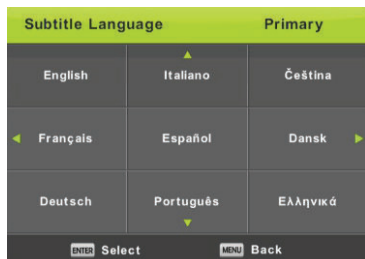 Subtitle Language Primary
English Italiano Čeština
Français Español Dansk
Deutsch Português Ελληνικά
ENTER Select MENU Back